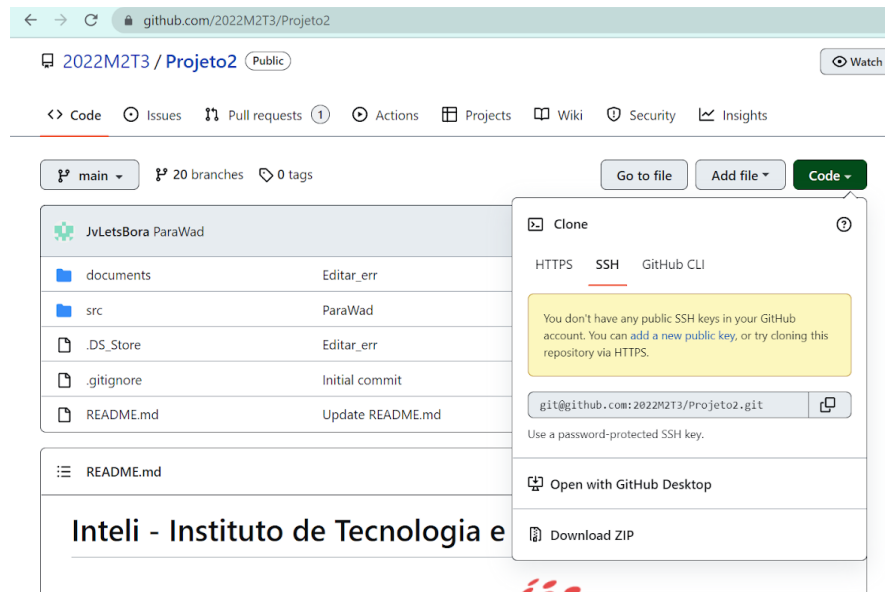 github.com/2022M2T3/Projeto2
2022M2T3 / Projeto2 Public
Watch
Code Issues Pull requests 1 Actions Projects Wiki Security Insights
main 20 branches 0 tags Go to file Add file Code
JvLetsBora ParaWad
documents Editar_err
src ParaWad
.DS_Store Editar_err
.gitignore Initial commit
README.md Update README.md
README.md
Inteli - Instituto de Tecnologia e
Clone
HTTPS SSH GitHub CLI
You don't have any public SSH keys in your GitHub
account. You can add a new public key, or try cloning this
repository via HTTPS.
git@github.com:2022M2T3/Projeto2.git
Use a password-protected SSH key.
Open with GitHub Desktop
Download ZIP